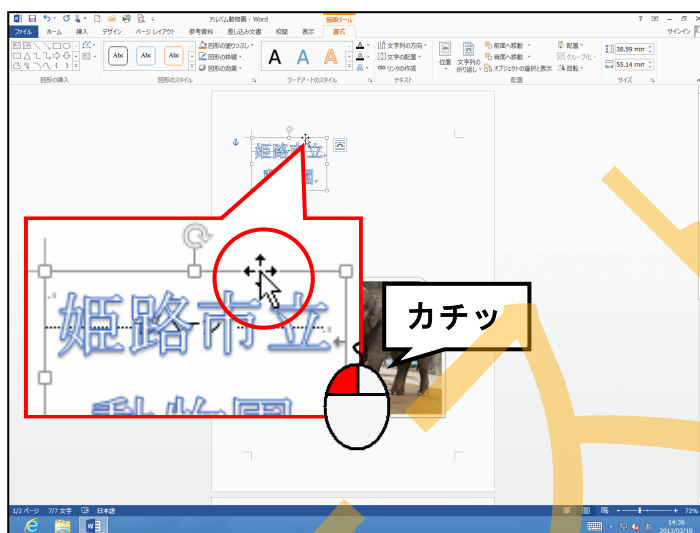 アルバム動物園 - Word
描画ツール
ファイル ホーム 挿入 デザイン ページ レイアウト 参考資料 差し込み文書 校閲 表示 書式
サインイン
Abc Abc Abc
図形の塗りつぶし
図形の枠線
図形の効果
A A A
文字列の方向
文字の配置
リンクの作成
位置
文字列の折り返し
前面へ移動
背面へ移動
オブジェクトの選択と表示
配置
グループ化
回転
38.59 mm
55.14 mm
図形の挿入 図形のスタイル ワードアートのスタイル テキスト 配置 サイズ
姫路市立
姫路市立
カチッ
1/2 ページ 7/7 文字 日本語
72%
あ
14:36
2013/02/19